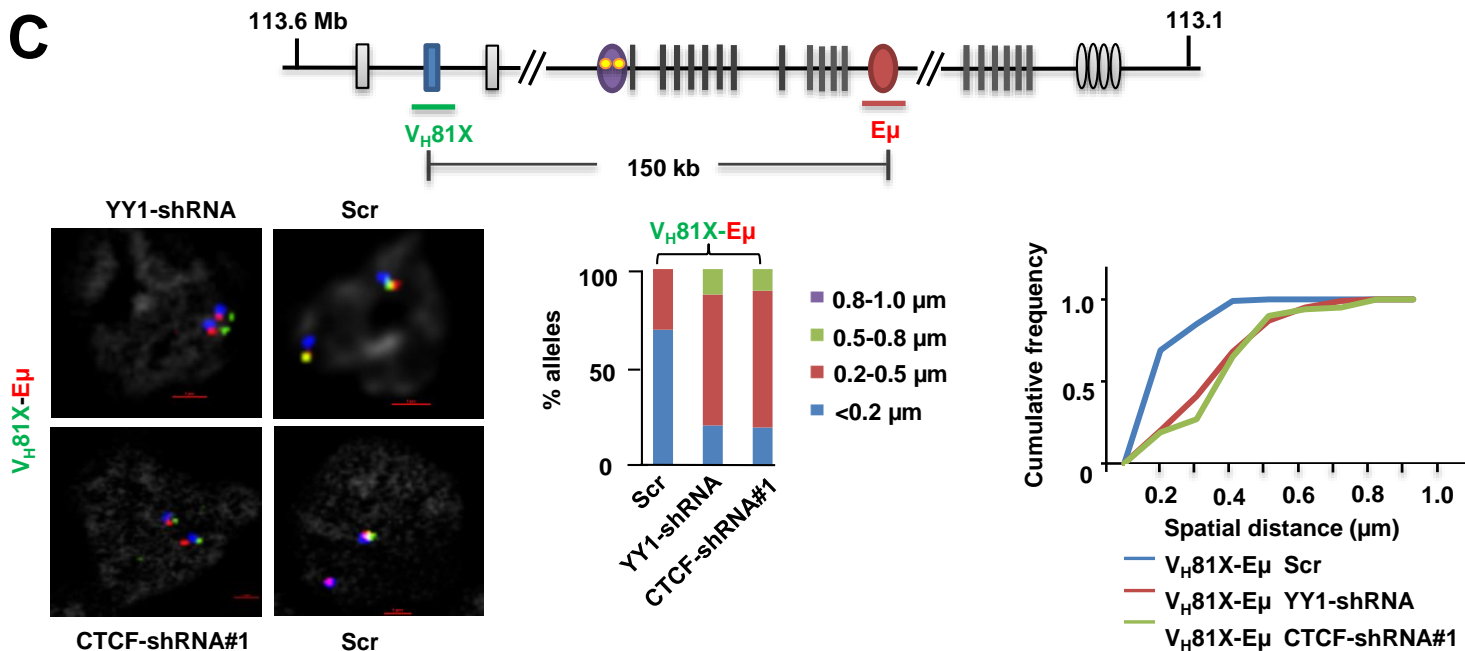 C
113.6 Mb
113.1
VH81X
Eµ
150 kb
YY1-shRNA
Scr
VH81X-Eµ
CTCF-shRNA#1
Scr
VH81X-Eµ
% alleles
100
50
0
Scr
YY1-shRNA
CTCF-shRNA#1
0.8-1.0 µm
0.5-0.8 µm
0.2-0.5 µm
<0.2 µm
Cumulative frequency
1.0
0.5
0
0.2 0.4 0.6 0.8 1.0
Spatial distance (µm)
VH81X-Eµ Scr
VH81X-Eµ YY1-shRNA
VH81X-Eµ CTCF-shRNA#1